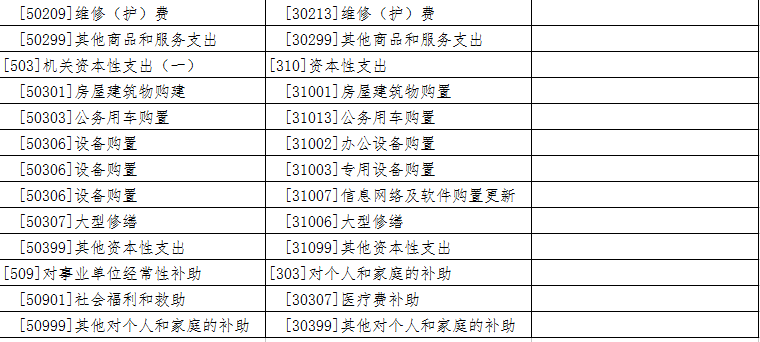 [50209]维修（护）费 [30213]维修（护）费
[50299]其他商品和服务支出 [30299]其他商品和服务支出
[503]机关资本性支出（一） [310]资本性支出
[50301]房屋建筑物购建 [31001]房屋建筑物购置
[50303]公务用车购置 [31013]公务用车购置
[50306]设备购置 [31002]办公设备购置
[50306]设备购置 [31003]专用设备购置
[50306]设备购置 [31007]信息网络及软件购置更新
[50307]大型修缮 [31006]大型修缮
[50399]其他资本性支出 [31099]其他资本性支出
[509]对事业单位经常性补助 [303]对个人和家庭的补助
[50901]社会福利和救助 [30307]医疗费补助
[50999]其他对个人和家庭的补助 [30399]其他对个人和家庭的补助